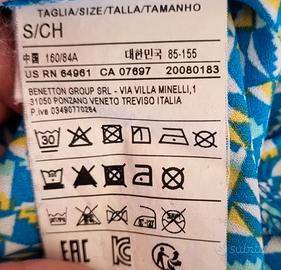 TAGLIA/SIZE/TALLA/TAMANHO
S/CH
中国 160/84A 대한민국 85-155
US RN 64961 CA 07697 20080183
BENETTON GROUP SRL - VIA VILLA MINELLI,1
31050 PONZANO VENETO TREVISO ITALIA
P.iva 03490770264
30
EAC
subito